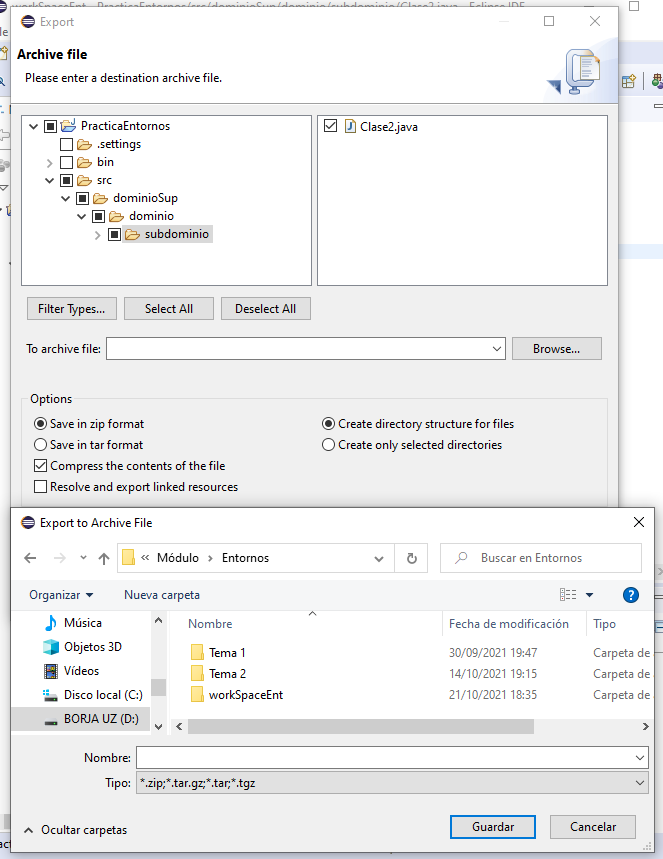 workSpaceEnt - PracticaEntornos/src/dominioSup/dominio/subdominio/Clase2.java - Eclipse IDE
Export
Archive file
Please enter a destination archive file.
PracticaEntornos
.settings
bin
src
dominioSup
dominio
subdominio
Clase2.java
Filter Types...
Select All
Deselect All
To archive file:
Browse...
Options
Save in zip format
Create directory structure for files
Save in tar format
Create only selected directories
Compress the contents of the file
Resolve and export linked resources
Export to Archive File
« Módulo > Entornos
Buscar en Entornos
Organizar
Nueva carpeta
Nombre
Fecha de modificación
Tipo
Música
Objetos 3D
Vídeos
Disco local (C:)
BORJA UZ (D:)
Tema 1 30/09/2021 19:47 Carpeta de
Tema 2 14/10/2021 19:15 Carpeta de
workSpaceEnt 21/10/2021 18:35 Carpeta de
Nombre:
Tipo: *.zip;*.tar.gz;*.tar;*.tgz
Ocultar carpetas
Guardar
Cancelar